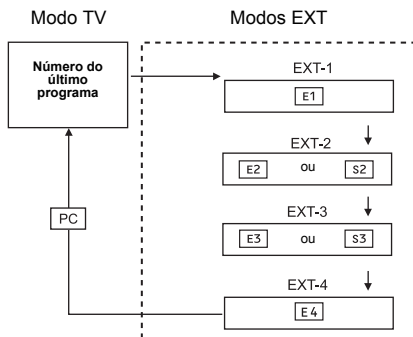 Modo TV
Modos EXT
Número do
último
programa
EXT-1
E1
EXT-2
E2 ou S2
EXT-3
E3 ou S3
PC
EXT-4
E4